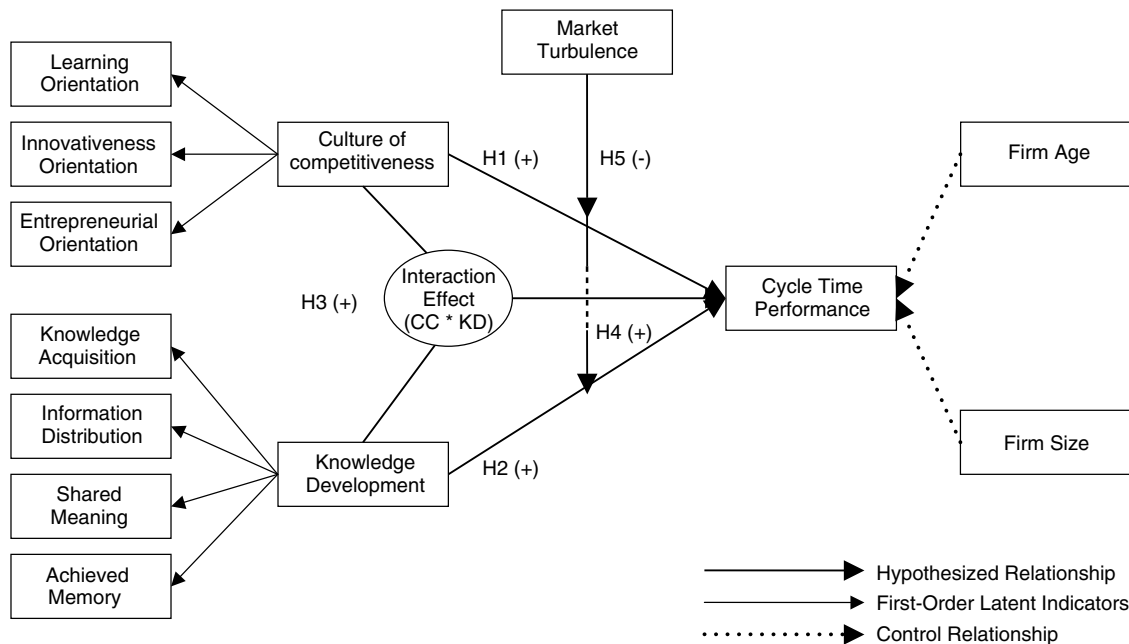 Market
Turbulence
Learning
Orientation
Innovativeness
Orientation
Entrepreneurial
Orientation
Culture of
competitiveness
H1 (+)
H5 (-)
Firm Age
H3 (+)
Interaction
Effect
(CC * KD)
Cycle Time
Performance
H4 (+)
Knowledge
Acquisition
Information
Distribution
Shared
Meaning
Achieved
Memory
Knowledge
Development
H2 (+)
Firm Size
Hypothesized Relationship
First-Order Latent Indicators
Control Relationship